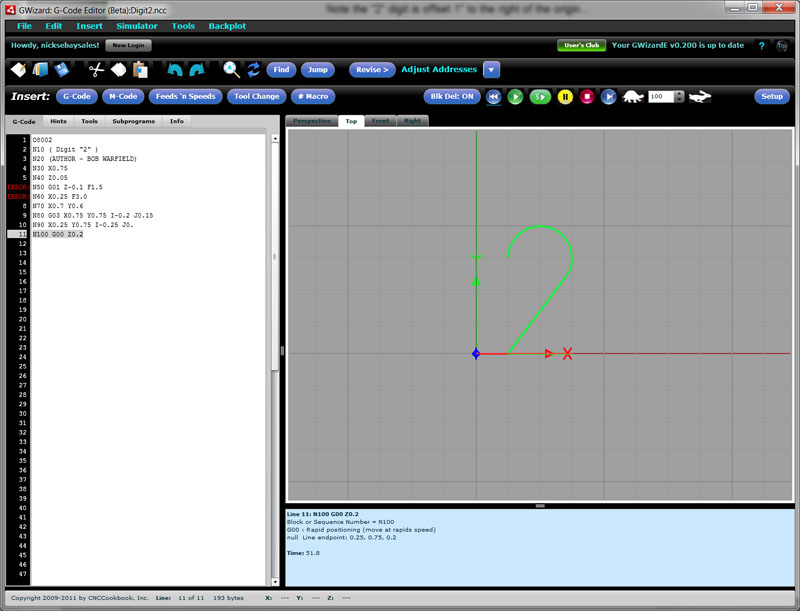 Note the "2" digit is offset 1" to the right of the origin...
GWizard: G-Code Editor (Beta):Digit2.ncc
File Edit Insert Simulator Tools Backplot
Howdy, nicksebaysales! New Login User's Club Your GWizardE v0.200 is up to date ? Tip
Find Jump Revise > Adjust Addresses
Insert: G-Code M-Code Feeds 'n Speeds Tool Change # Macro Blk Del: ON S 100 Setup
G-Code Hints Tools Subprograms Info Perspective Top Front Right
1 O8002
2 N10 ( Digit "2" )
3 N20 (AUTHOR - BOB WARFIELD)
4 N30 X0.75
5 N40 Z0.05
ERROR: N50 G01 Z-0.1 F1.5
ERROR: N60 X0.25 F3.0
8 N70 X0.7 Y0.6
9 N80 G03 X0.75 Y0.75 I-0.2 J0.15
10 N90 X0.25 Y0.75 I-0.25 J0.
11 N100 G00 Z0.2
12
13
14
15
16
17
18
19
20
21
22
23
24
25
26
27
28
29
30
31
32
33
34
35
36
37
38
39
40
41
42
43
44
45
46
47
Y
X
Line 11: N100 G00 Z0.2
Block or Sequence Number = N100
G00 : Rapid positioning (move at rapids speed)
null Line endpoint: 0.25, 0.75, 0.2
Time: 51.8
Copyright 2009-2011 by CNCCookbook, Inc. Line: 11 of 11 193 bytes X: --- Y: --- Z: ---